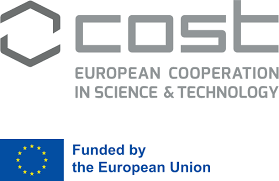 cost
EUROPEAN COOPERATION
IN SCIENCE & TECHNOLOGY
Funded by
the European Union